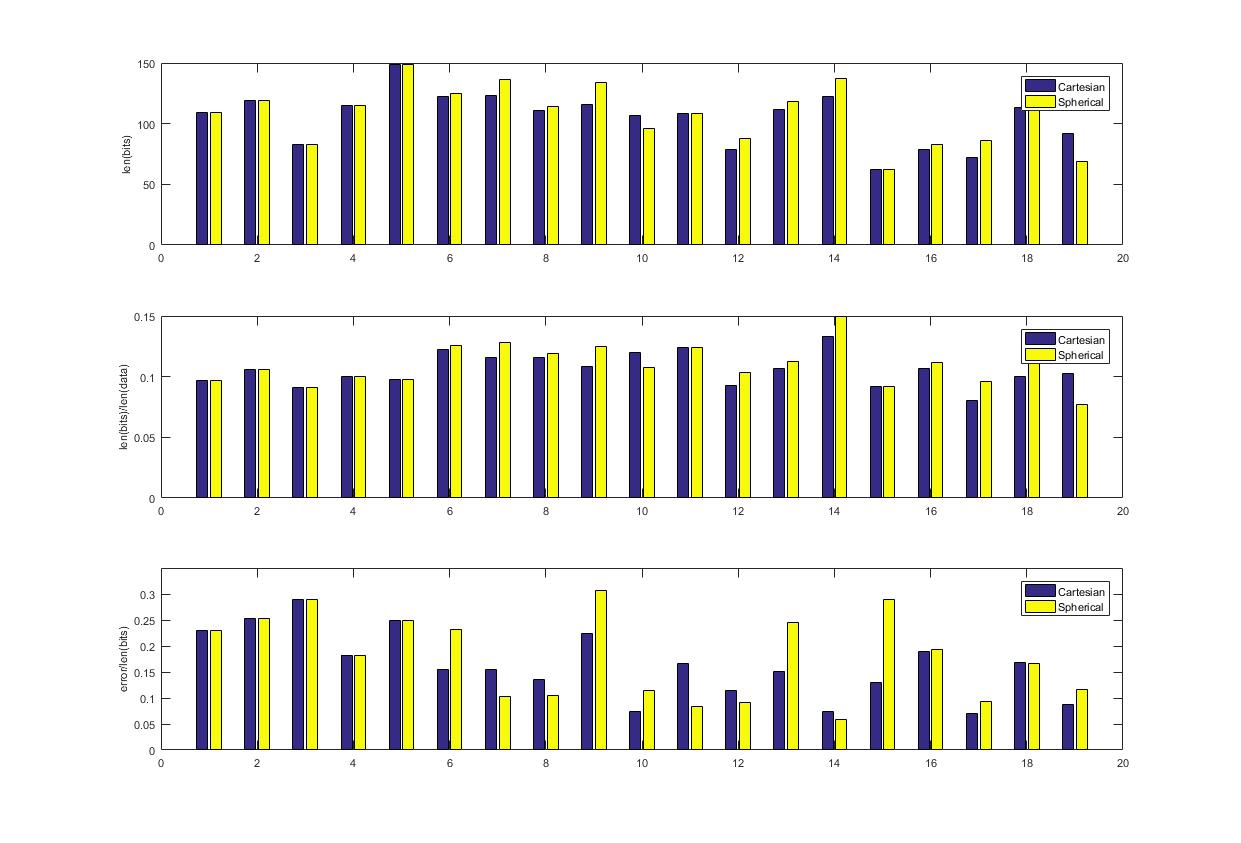 150
100
50
0
len(bits)
0 2 4 6 8 10 12 14 16 18 20
Cartesian
Spherical
0.15
0.1
0.05
0
len(bits)/len(data)
0 2 4 6 8 10 12 14 16 18 20
Cartesian
Spherical
0.3
0.25
0.2
0.15
0.1
0.05
0
error/len(bits)
0 2 4 6 8 10 12 14 16 18 20
Cartesian
Spherical